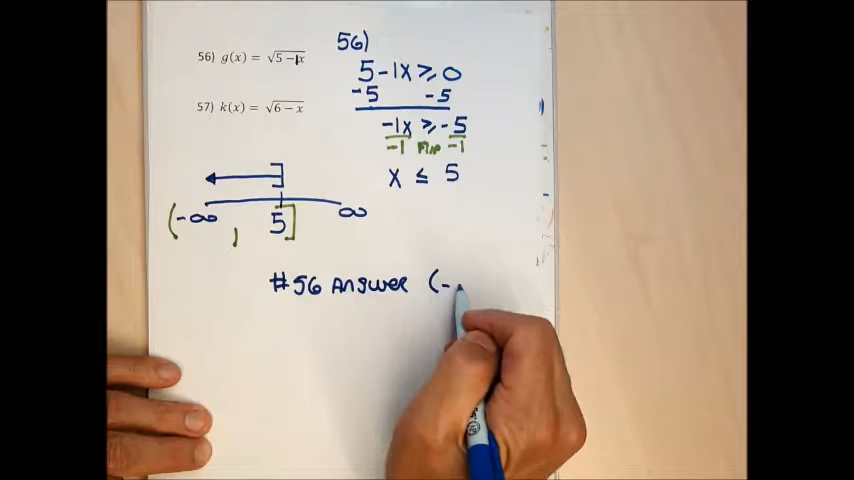 56) g(x) = √5 − 1x
57) k(x) = √6 − x
56)
5 - 1x ≥ 0
-5 -5
-1x ≥ -5
-1 Flip -1
x ≤ 5
(-∞ , 5] ∞
#56 Answer (-